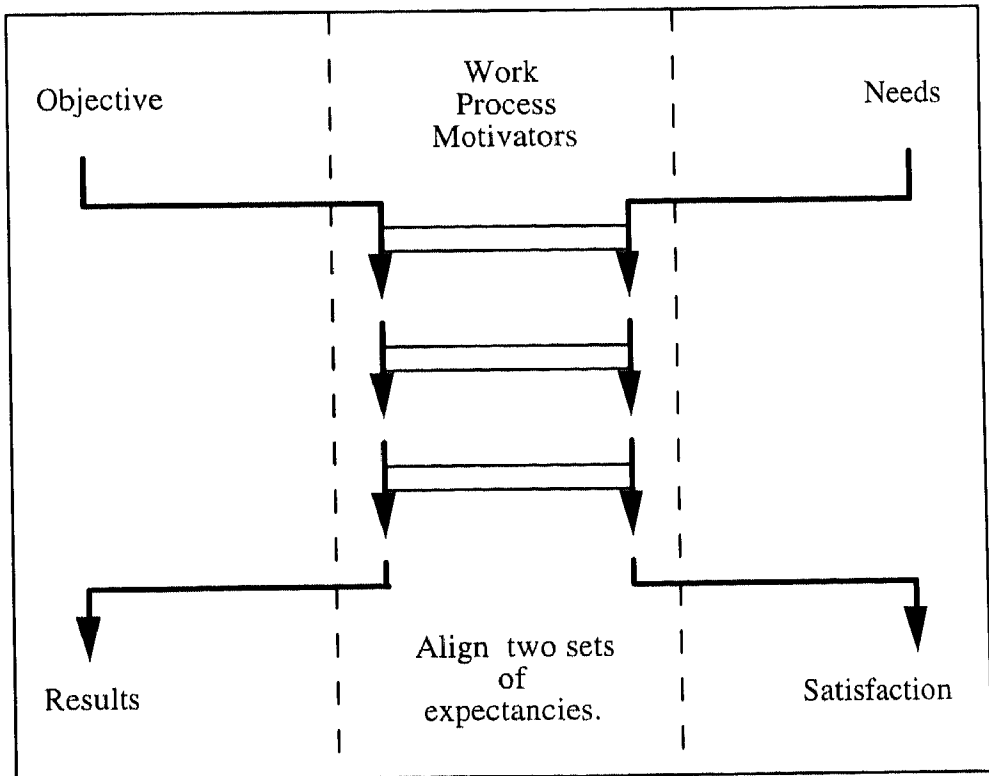 Objective
Work
Process
Motivators
Needs
Results
Align two sets
of
expectancies.
Satisfaction